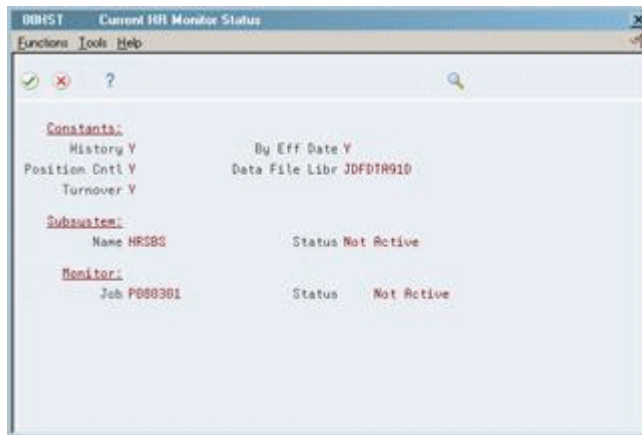 08HST Current HR Monitor Status
Functions Tools Help
?
Constants:
History Y By Eff Date Y
Position Cntl Y Data File Libr JDFDTA91D
Turnover Y
Subsystem:
Name HRSBS Status Not Active
Monitor:
Job P080301 Status Not Active